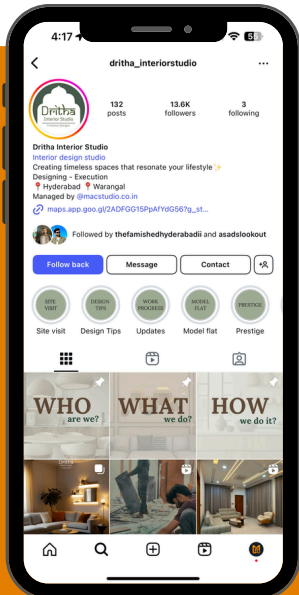 4:17
55
dritha_interiorstudio
Dritha
Interior Studio
132
posts
13.6K
followers
3
following
Dritha Interior Studio
Interior design studio
Creating timeless spaces that resonate your lifestyle✨
Designing - Execution
📍Hyderabad 📍Warangal
Managed by @macstudio.co.in
maps.app.goo.gl/2ADFGG15PpAfYdG56?g_st...
Followed by thefamishedhyderabadii and asadslookout
Follow back
Message
Contact
SITE
VISIT
DESIGN
TIPS
WORK
PROGRESS
MODEL
FLAT
PRESTIGE
Site visit
Design Tips
Updates
Model flat
Prestige
WHO
are we?
WHAT
we do?
HOW
we do it?
Dritha